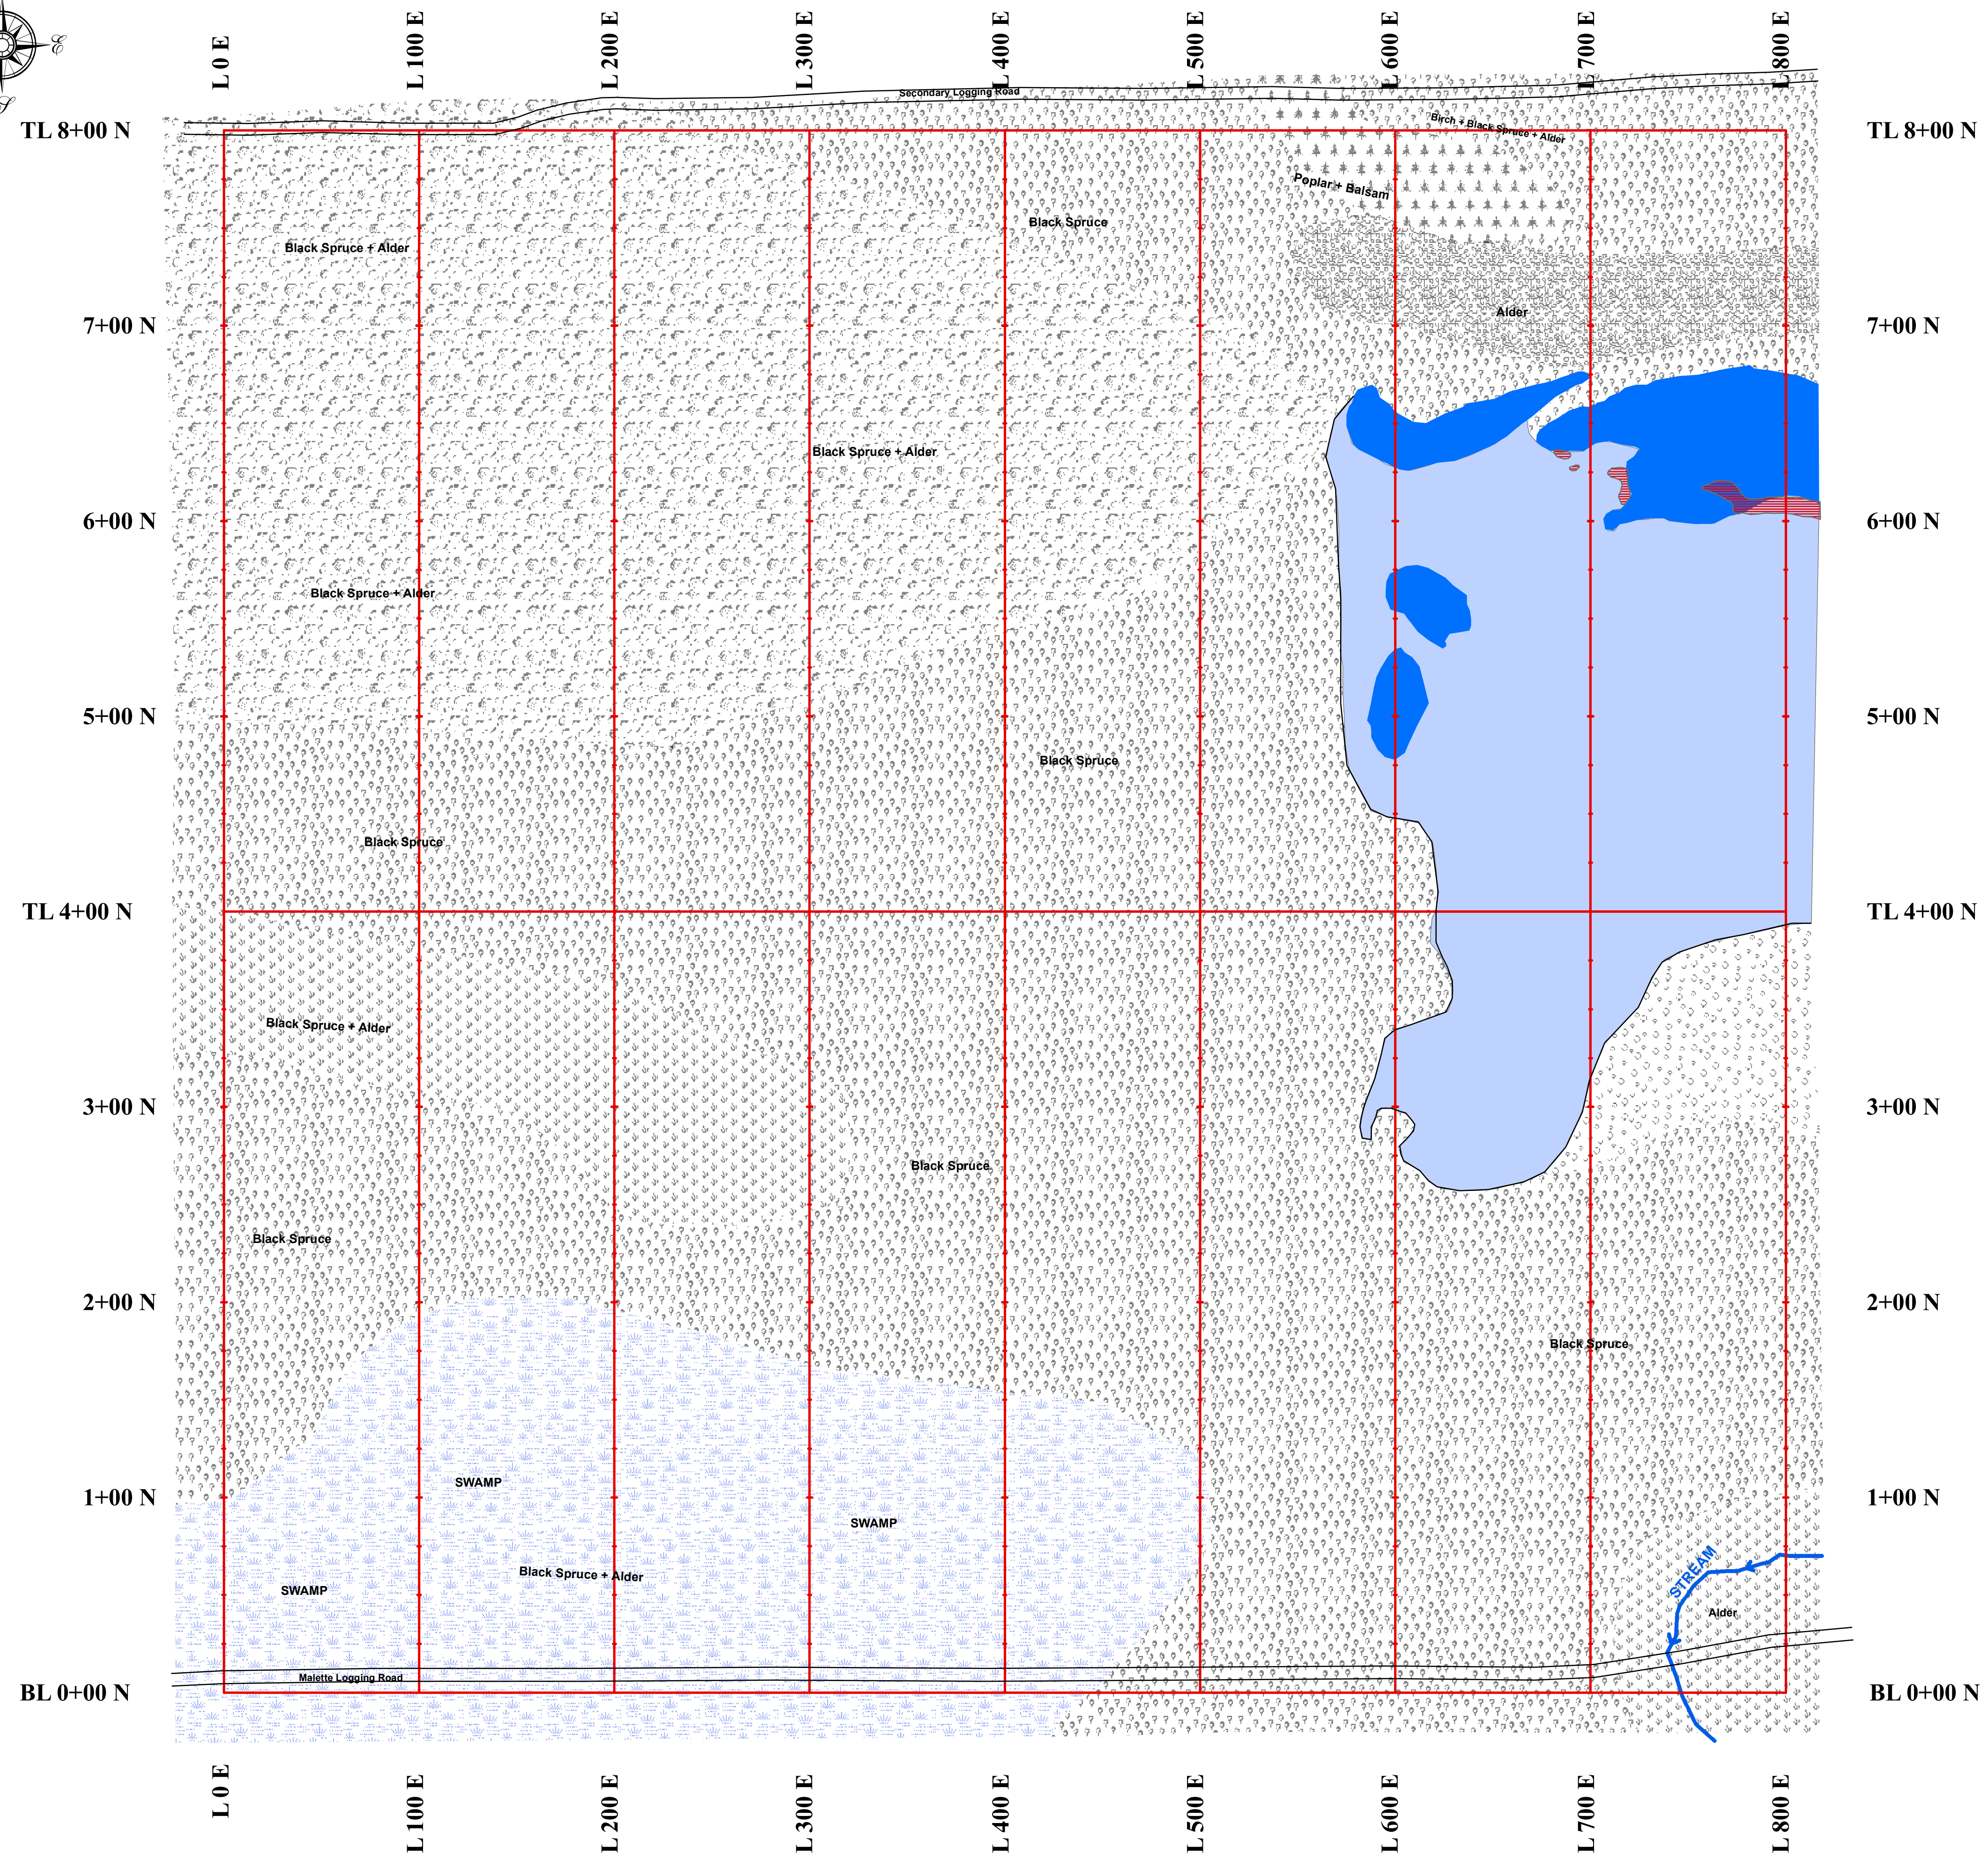 E
S
L 0 E
L 100 E
L 200 E
L 300 E
L 400 E
L 500 E
L 600 E
L 700 E
L 800 E
Secondary Logging Road
Birch + Black Spruce + Alder
TL 8+00 N
TL 8+00 N
Poplar + Balsam
Black Spruce
Black Spruce + Alder
Alder
7+00 N
7+00 N
Black Spruce + Alder
6+00 N
6+00 N
Black Spruce + Alder
5+00 N
5+00 N
Black Spruce
Black Spruce
TL 4+00 N
TL 4+00 N
Black Spruce + Alder
3+00 N
3+00 N
Black Spruce
Black Spruce
2+00 N
2+00 N
Black Spruce
SWAMP
1+00 N
1+00 N
SWAMP
Black Spruce + Alder
STREAM
SWAMP
Alder
Malette Logging Road
BL 0+00 N
BL 0+00 N
L 0 E
L 100 E
L 200 E
L 300 E
L 400 E
L 500 E
L 600 E
L 700 E
L 800 E